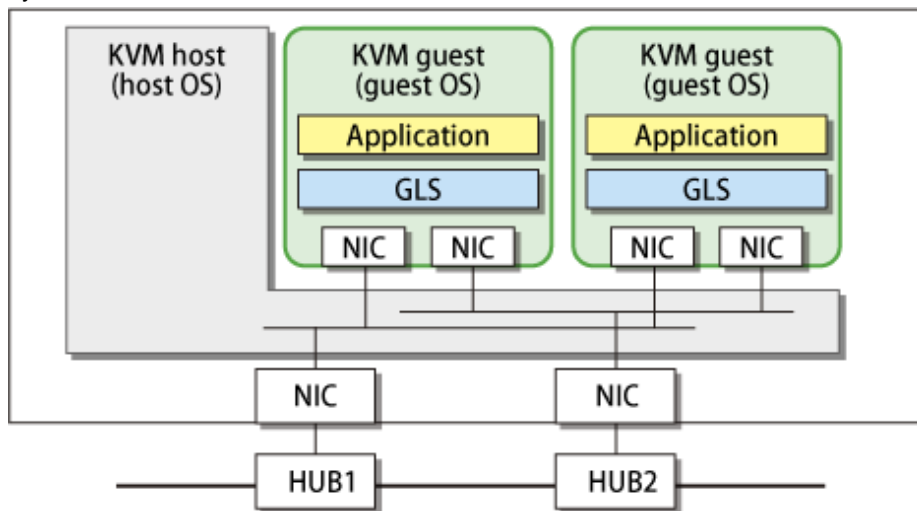 KVM host
(host OS)
KVM guest
(guest OS)
Application
GLS
NIC
NIC
KVM guest
(guest OS)
Application
GLS
NIC
NIC
NIC
NIC
HUB1
HUB2